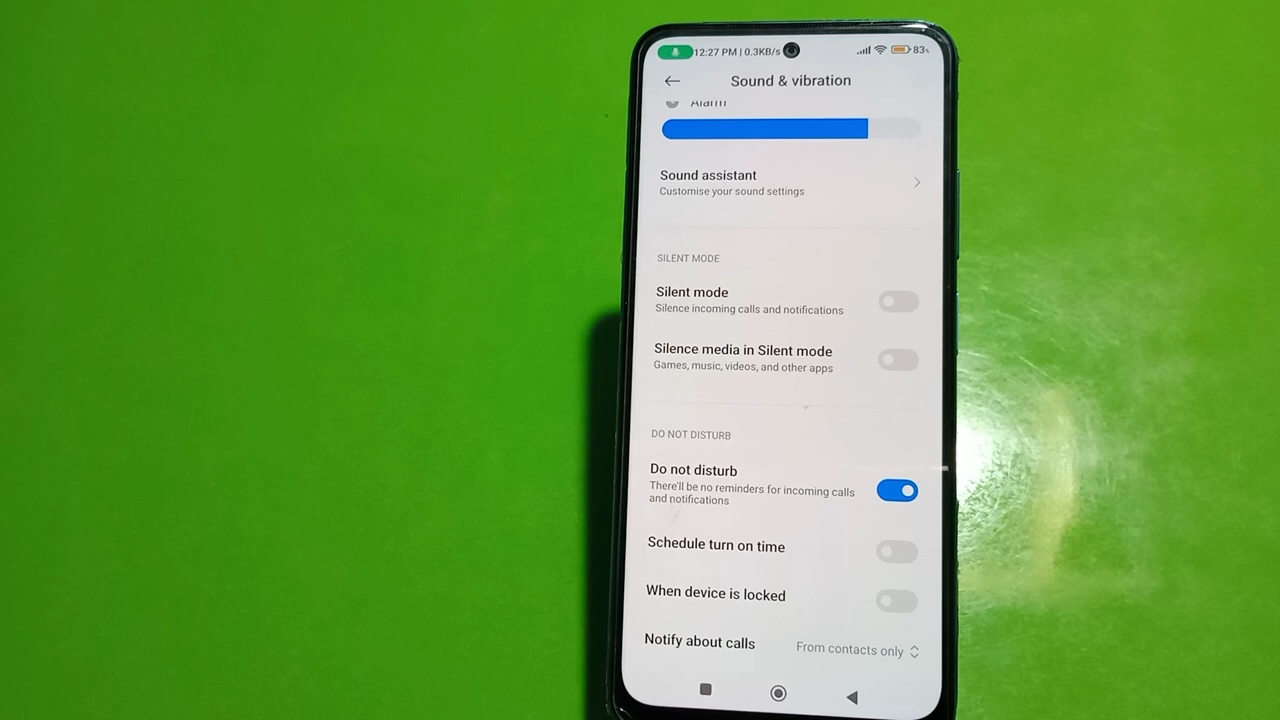 12:27 PM | 0.3KB/s 83%
Sound & vibration
Alarm
Sound assistant
Customise your sound settings
SILENT MODE
Silent mode
Silence incoming calls and notifications
Silence media in Silent mode
Games, music, videos, and other apps
DO NOT DISTURB
Do not disturb
There'll be no reminders for incoming calls
and notifications
Schedule turn on time
When device is locked
Notify about calls From contacts only